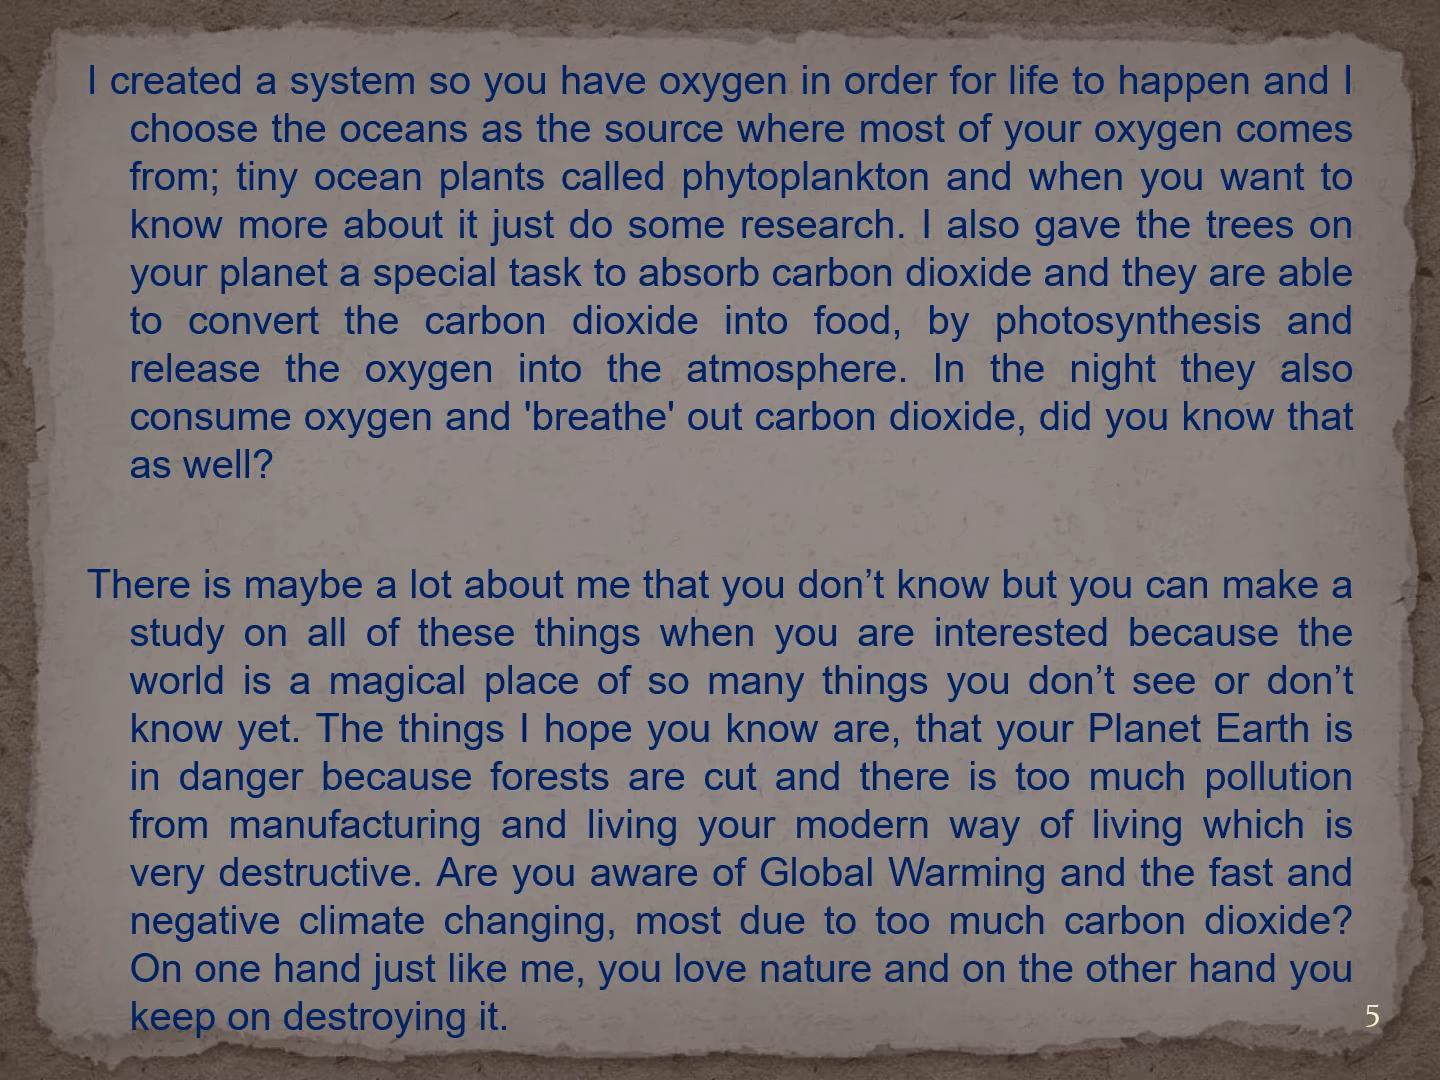 I created a system so you have oxygen in order for life to happen and I
choose the oceans as the source where most of your oxygen comes
from; tiny ocean plants called phytoplankton and when you want to
know more about it just do some research. I also gave the trees on
your planet a special task to absorb carbon dioxide and they are able
to convert the carbon dioxide into food, by photosynthesis and
release the oxygen into the atmosphere. In the night they also
consume oxygen and 'breathe' out carbon dioxide, did you know that
as well?
There is maybe a lot about me that you don’t know but you can make a
study on all of these things when you are interested because the
world is a magical place of so many things you don’t see or don’t
know yet. The things I hope you know are, that your Planet Earth is
in danger because forests are cut and there is too much pollution
from manufacturing and living your modern way of living which is
very destructive. Are you aware of Global Warming and the fast and
negative climate changing, most due to too much carbon dioxide?
On one hand just like me, you love nature and on the other hand you
keep on destroying it.
5